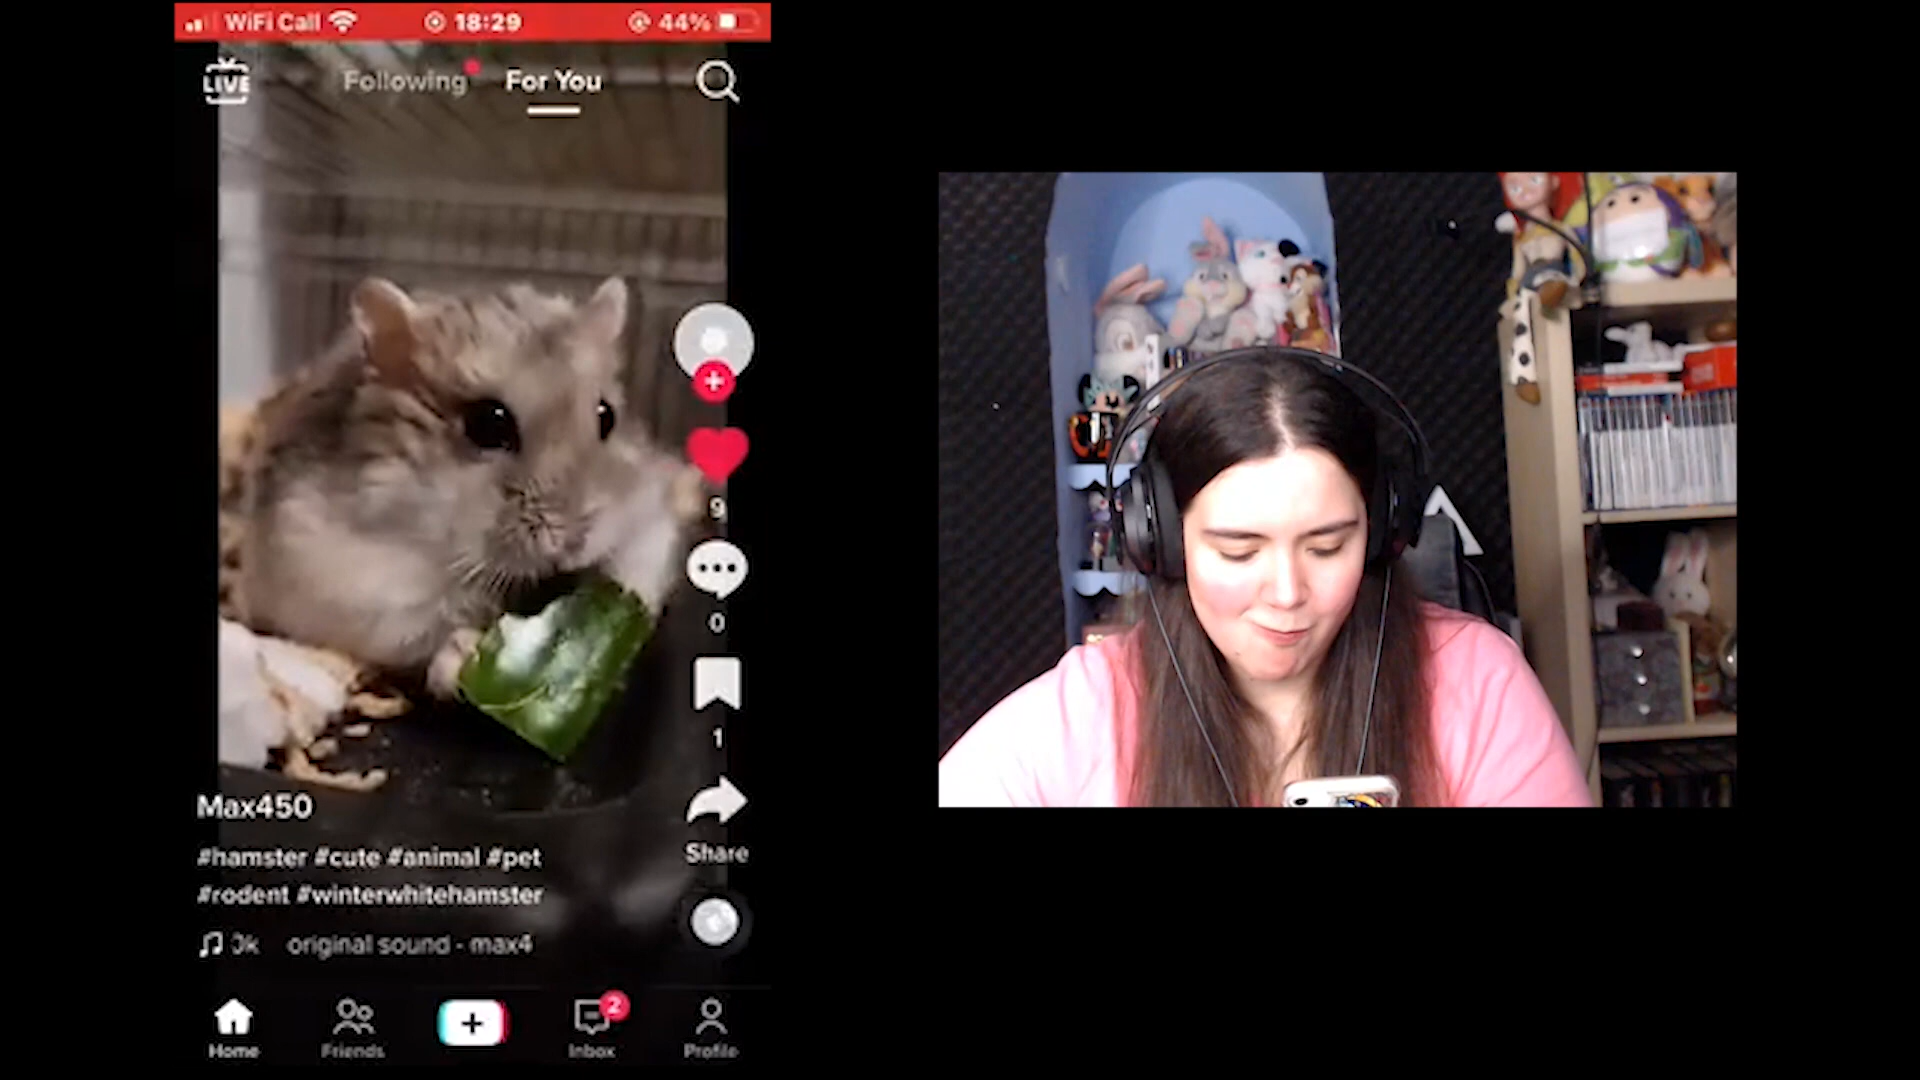 WiFi Call
18:29
44%
LIVE
Following
For You
9
0
1
Share
Max450
#hamster #cute #animal #pet
#rodent #winterwhitehamster
original sound - max4
Home
Friends
2
Inbox
Profile